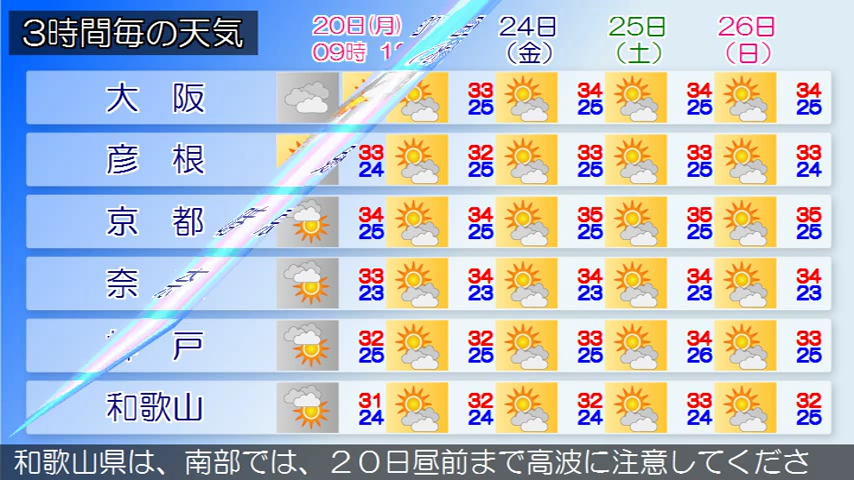 3時間毎の天気
20日(月) 24日 25日 26日
09時 (金) (土) (日)
大 阪 33 34 34 34
25 25 25 25
彦 根 33 32 33 33 33
24 25 25 25 24
京 都 34 34 35 35 35
25 25 25 25 25
奈 33 34 34 34 34
23 23 23 23 23
戸 32 32 33 34 33
25 25 25 26 25
和歌山 31 32 32 33 32
24 24 24 24 25
和歌山県は、南部では、２０日昼前まで高波に注意してくださ